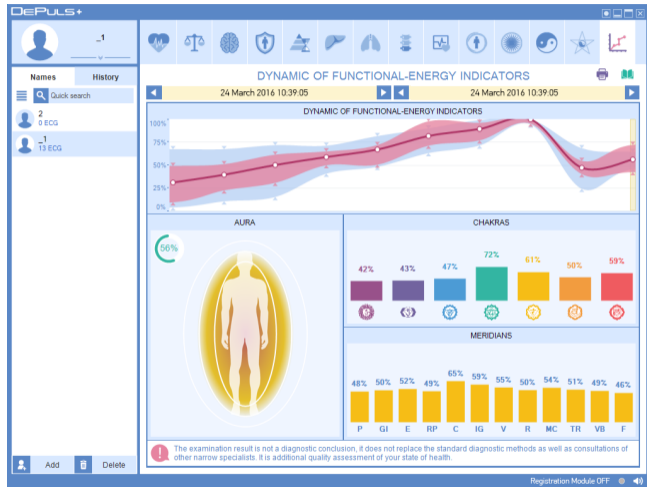 DePuls+
_1
Names
History
Quick search
2
0 ECG
_1
13 ECG
Add
Delete
DYNAMIC OF FUNCTIONAL-ENERGY INDICATORS
24 March 2016 10:39:05
24 March 2016 10:39:05
DYNAMIC OF FUNCTIONAL-ENERGY INDICATORS
100%
75%
50%
25%
0%
AURA
56%
CHAKRAS
42% 43% 47% 72% 61% 50% 59%
MERIDIANS
48% 50% 52% 49% 65% 59% 55% 50% 54% 51% 49% 46%
P GI E RP C IG V R MC TR VB F
The examination result is not a diagnostic conclusion, it does not replace the standard diagnostic methods as well as consultations of
other narrow specialists. It is additional quality assessment of your state of health.
Registration Module OFF